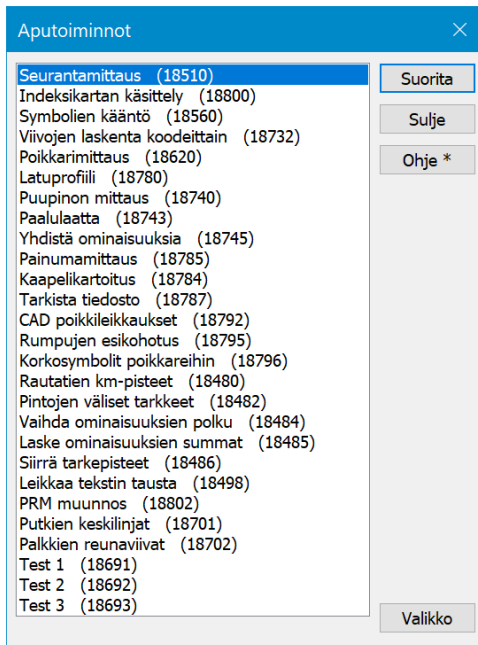 Aputoiminnot
Seurantamittaus (18510)
Indeksikartan käsittely (18800)
Symbolien kääntö (18560)
Viivojen laskenta koodeittain (18732)
Poikkarimittaus (18620)
Latuprofiili (18780)
Puupinon mittaus (18740)
Paalulaatta (18743)
Yhdistä ominaisuuksia (18745)
Painumamittaus (18785)
Kaapelikartoitus (18784)
Tarkista tiedosto (18787)
CAD poikkileikkaukset (18792)
Rumpujen esikohotus (18795)
Korkosymbolit poikkareihin (18796)
Rautatien km-pisteet (18480)
Pintojen väliset tarkkeet (18482)
Vaihda ominaisuuksien polku (18484)
Laske ominaisuuksien summat (18485)
Siirrä tarkepisteet (18486)
Leikkaa tekstin tausta (18498)
PRM muunnos (18802)
Putkien keskilinjat (18701)
Palkkien reunaviivat (18702)
Test 1 (18691)
Test 2 (18692)
Test 3 (18693)
Suorita
Sulje
Ohje *
Valikko